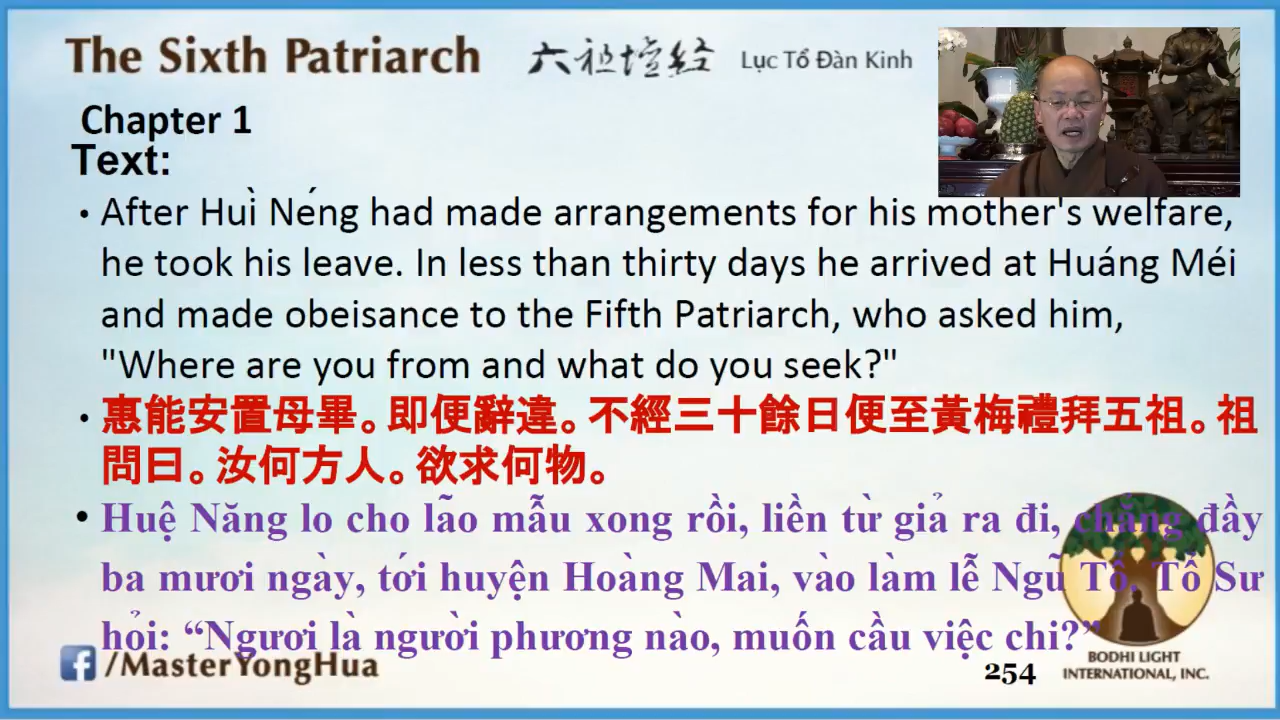 The Sixth Patriarch 六祖壇经 Lục Tổ Đàn Kinh
Chapter 1
Text:
• After Huì Néng had made arrangements for his mother's welfare,
he took his leave. In less than thirty days he arrived at Huáng Méi
and made obeisance to the Fifth Patriarch, who asked him,
"Where are you from and what do you seek?"
• 惠能安置母畢。即便辭違。不經三十餘日便至黃梅禮拜五祖。祖
問曰。汝何方人。欲求何物。
• Huệ Năng lo cho lão mẫu xong rồi, liền từ giả ra đi, chẳng đầy
ba mươi ngày, tới huyện Hoàng Mai, vào làm lễ Ngũ Tổ. Tổ Sư
hỏi: “Ngươi là người phương nào, muốn cầu việc chi?”
f/MasterYongHua
254
BODHI LIGHT
INTERNATIONAL, INC.